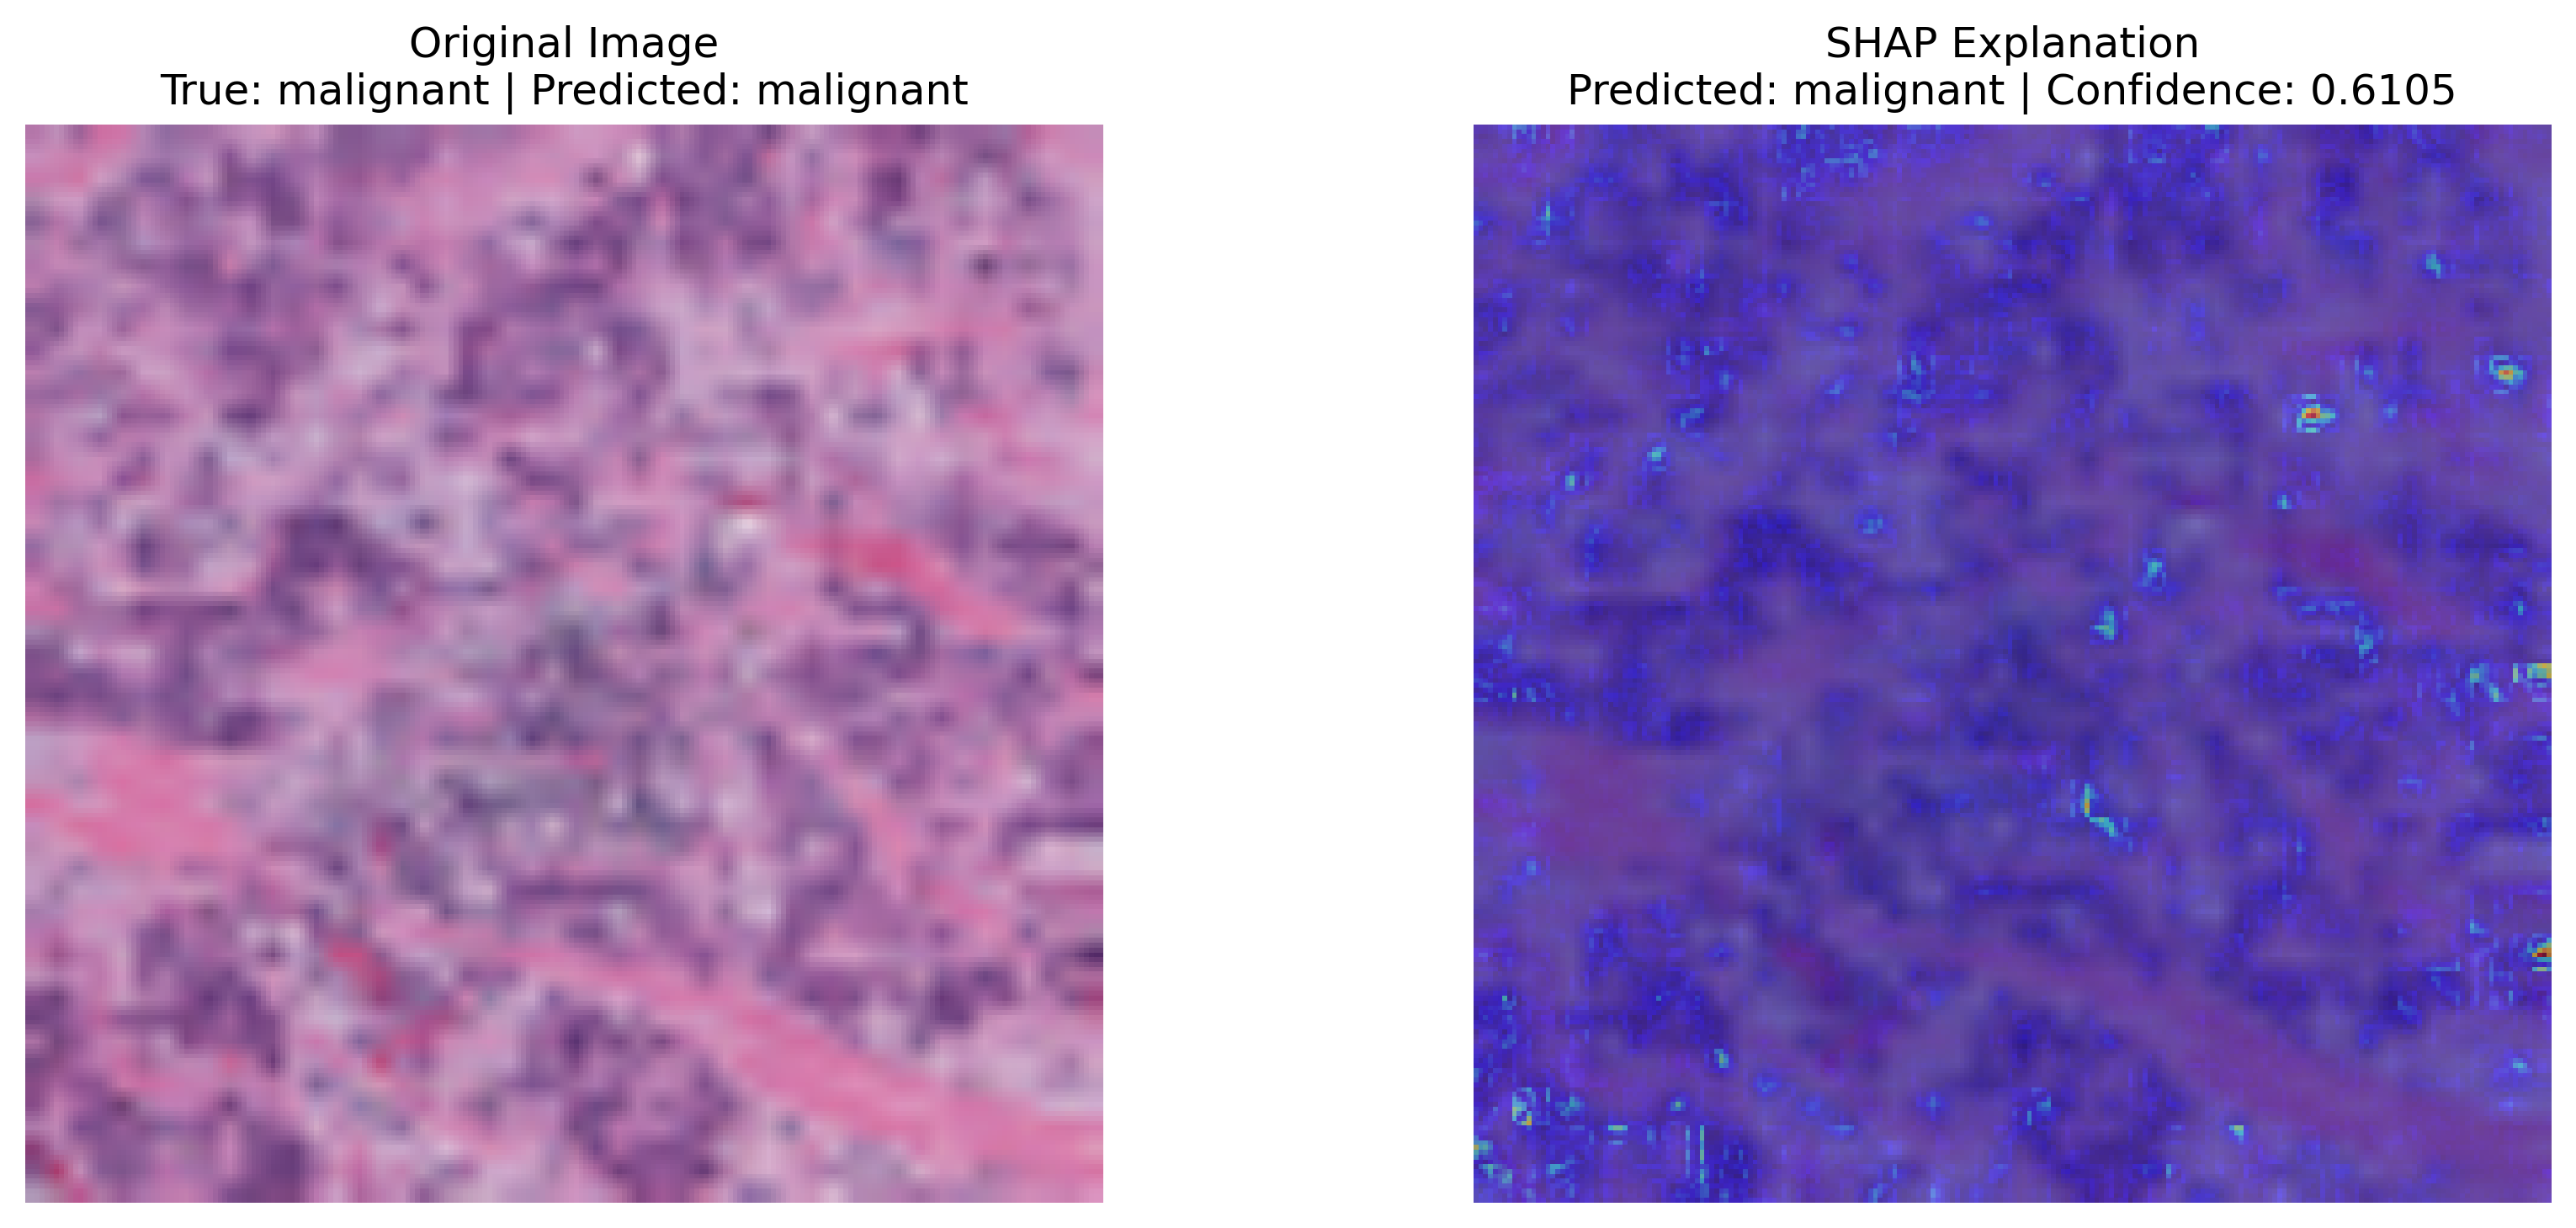 Original Image
True: malignant | Predicted: malignant
SHAP Explanation
Predicted: malignant | Confidence: 0.6105